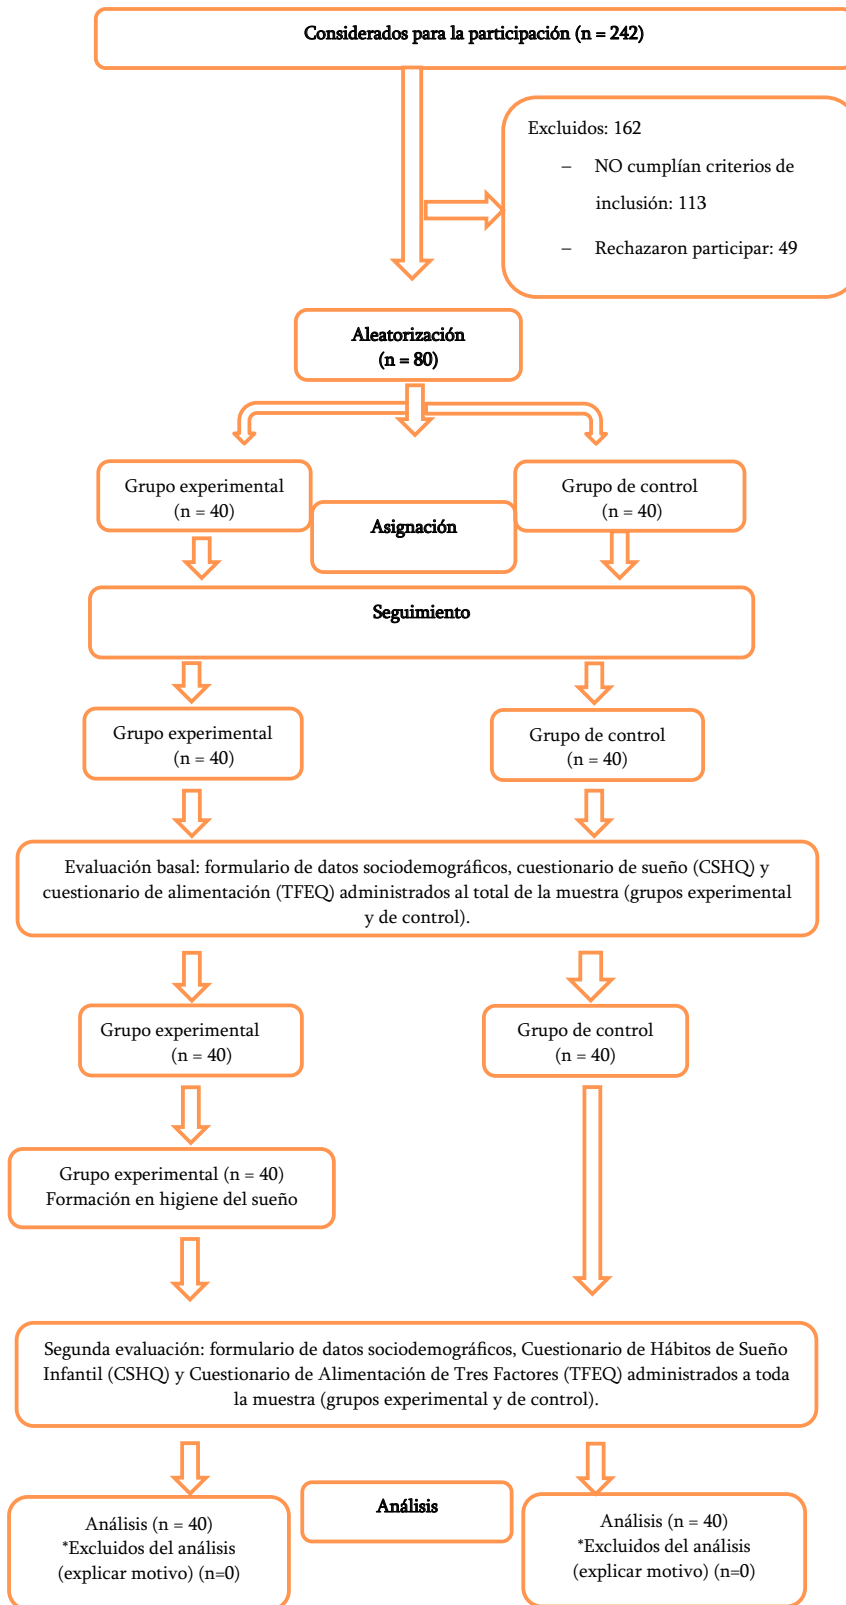 Considerados para la participación (n = 242)
Excluidos: 162
– NO cumplían criterios de
inclusión: 113
– Rechazaron participar: 49
Aleatorización
(n = 80)
Grupo experimental
(n = 40)
Grupo de control
(n = 40)
Asignación
Seguimiento
Grupo experimental
(n = 40)
Grupo de control
(n = 40)
Evaluación basal: formulario de datos sociodemográficos, cuestionario de sueño (CSHQ) y
cuestionario de alimentación (TFEQ) administrados al total de la muestra (grupos experimental
y de control).
Grupo experimental
(n = 40)
Grupo de control
(n = 40)
Grupo experimental (n = 40)
Formación en higiene del sueño
Segunda evaluación: formulario de datos sociodemográficos, Cuestionario de Hábitos de Sueño
Infantil (CSHQ) y Cuestionario de Alimentación de Tres Factores (TFEQ) administrados a toda
la muestra (grupos experimental y de control).
Análisis (n = 40)
*Excluidos del análisis
(explicar motivo) (n=0)
Análisis
Análisis (n = 40)
*Excluidos del análisis
(explicar motivo) (n=0)